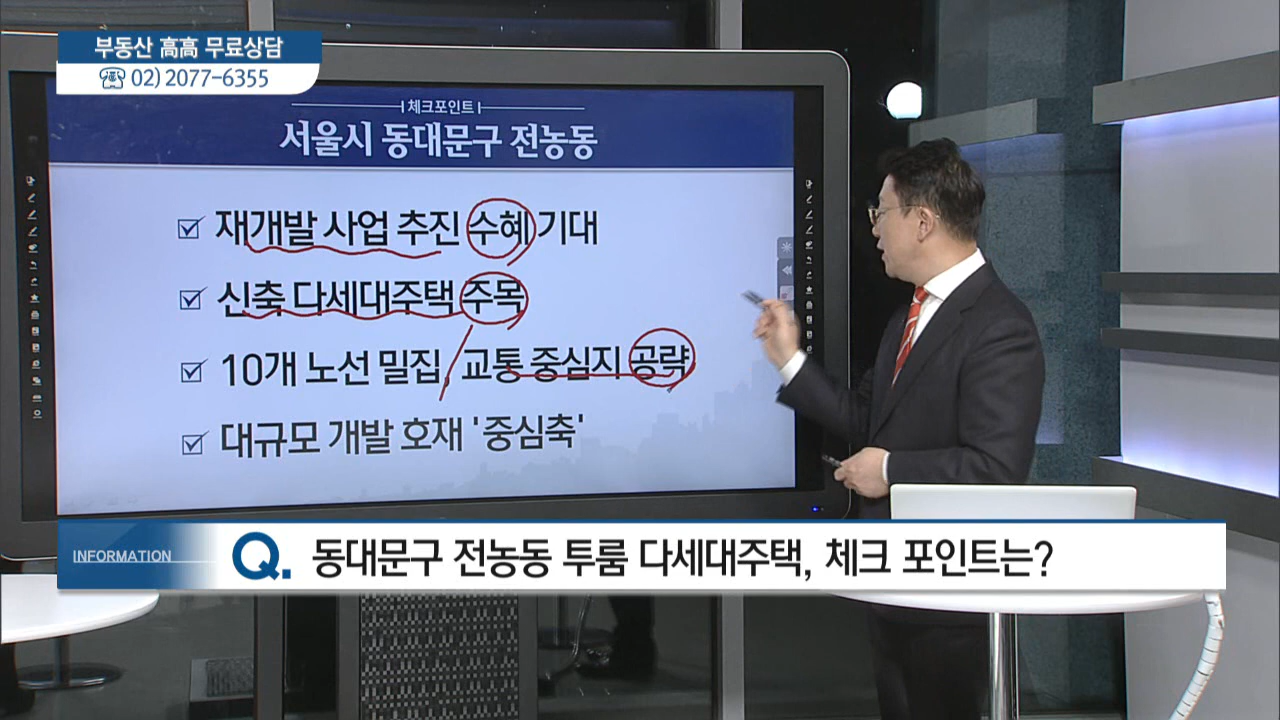 부동산 高高 무료상담
02) 2077-6355
체크포인트
서울시 동대문구 전농동
재개발 사업 추진 수혜 기대
신축 다세대주택 주목
10개 노선 밀집, 교통 중심지 공략
대규모 개발 호재 '중심축'
INFORMATION
Q. 동대문구 전농동 투룸 다세대주택, 체크 포인트는?